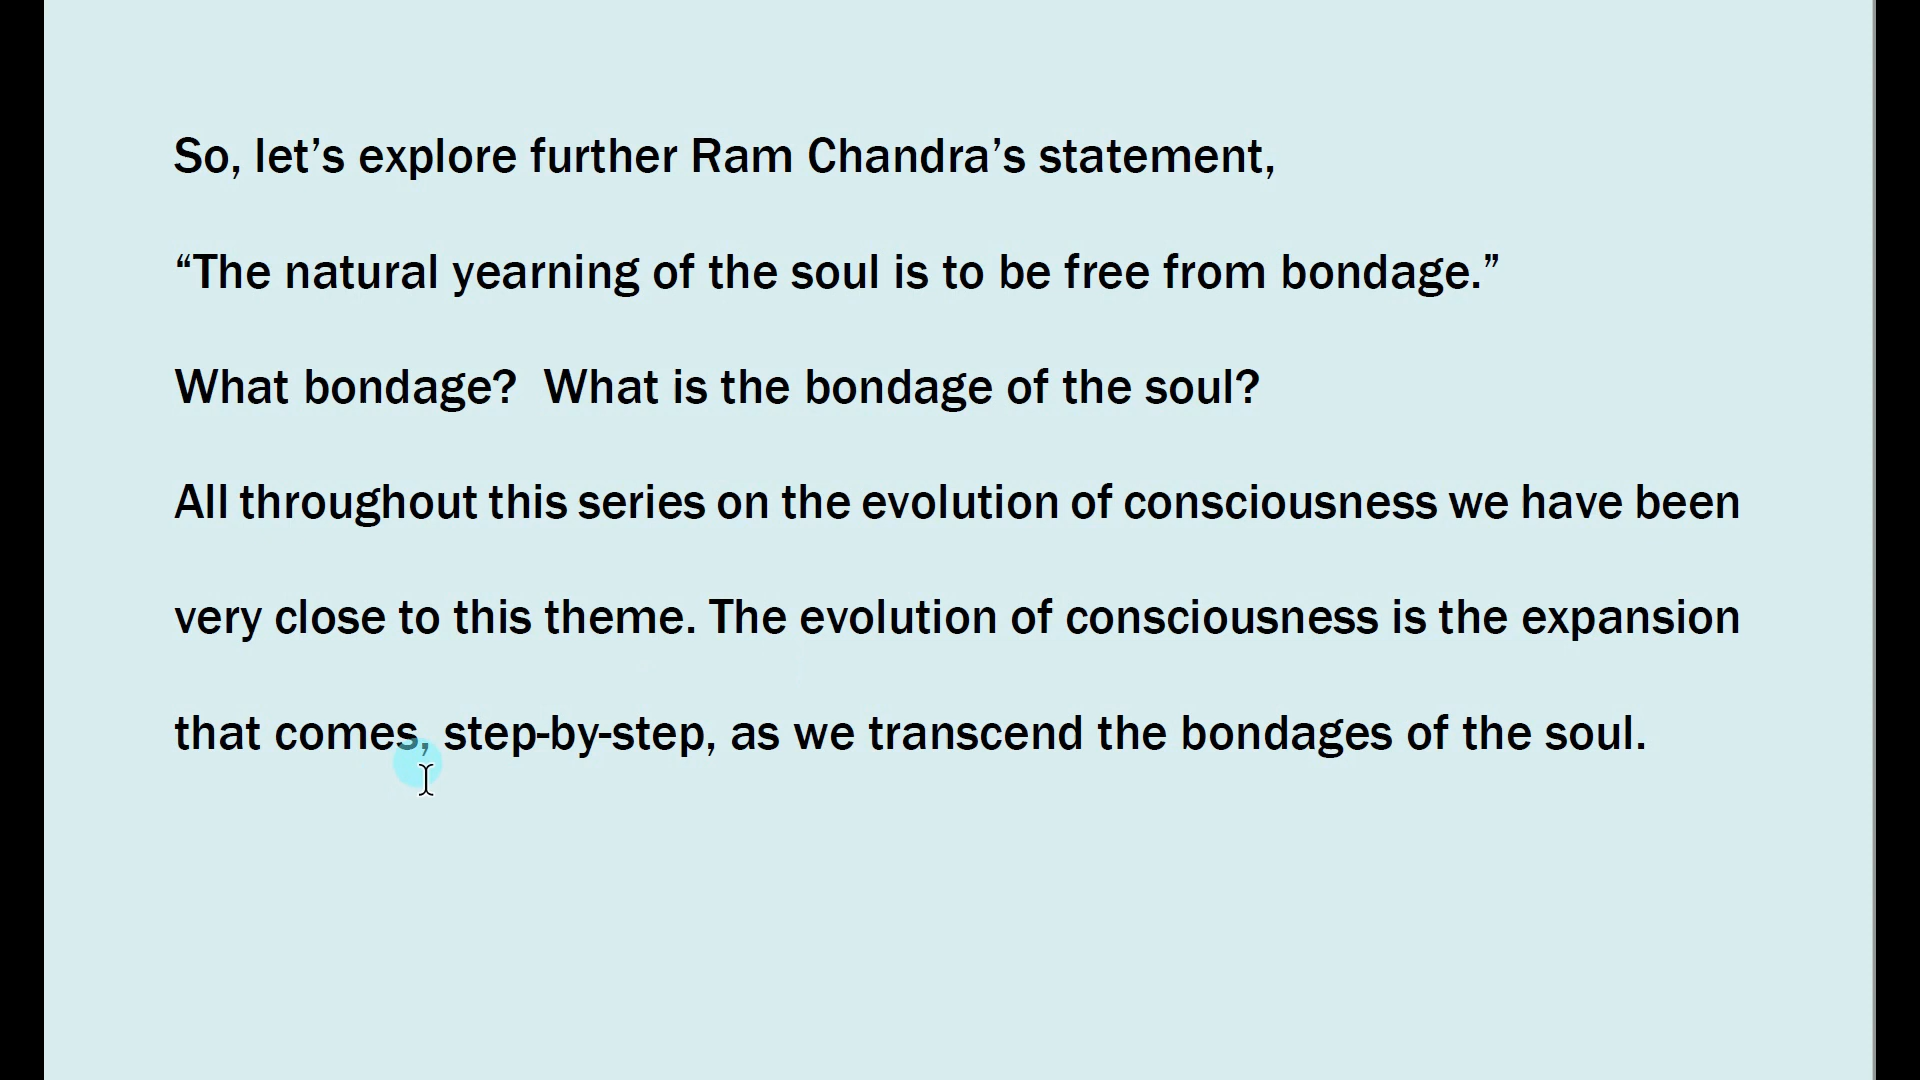 So, let’s explore further Ram Chandra’s statement,
“The natural yearning of the soul is to be free from bondage.”
What bondage?  What is the bondage of the soul?
All throughout this series on the evolution of consciousness we have been
very close to this theme. The evolution of consciousness is the expansion
that comes, step-by-step, as we transcend the bondages of the soul.